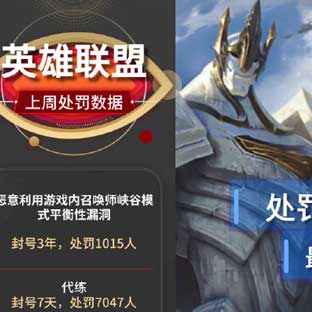 英雄联盟
上周处罚数据
恶意利用游戏内召唤师峡谷模
式平衡性漏洞
封号3年，处罚1015人
代练
封号7天，处罚7047人
处罚